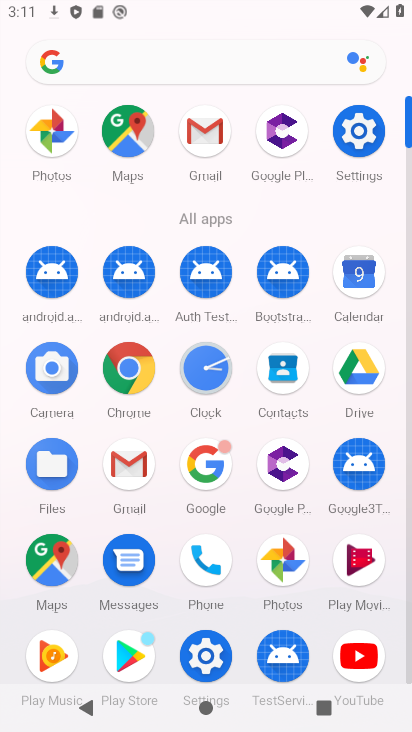 3:11
Photos Maps Gmail Google Pl... Settings
All apps
android.a... android.a... Auth Test... Bootstra... Calendar
Camera Chrome Clock Contacts Drive
Files Gmail Google Google P... Google3T...
Maps Messages Phone Photos Play Movi...
Play Music Play Store Settings TestServi... YouTube